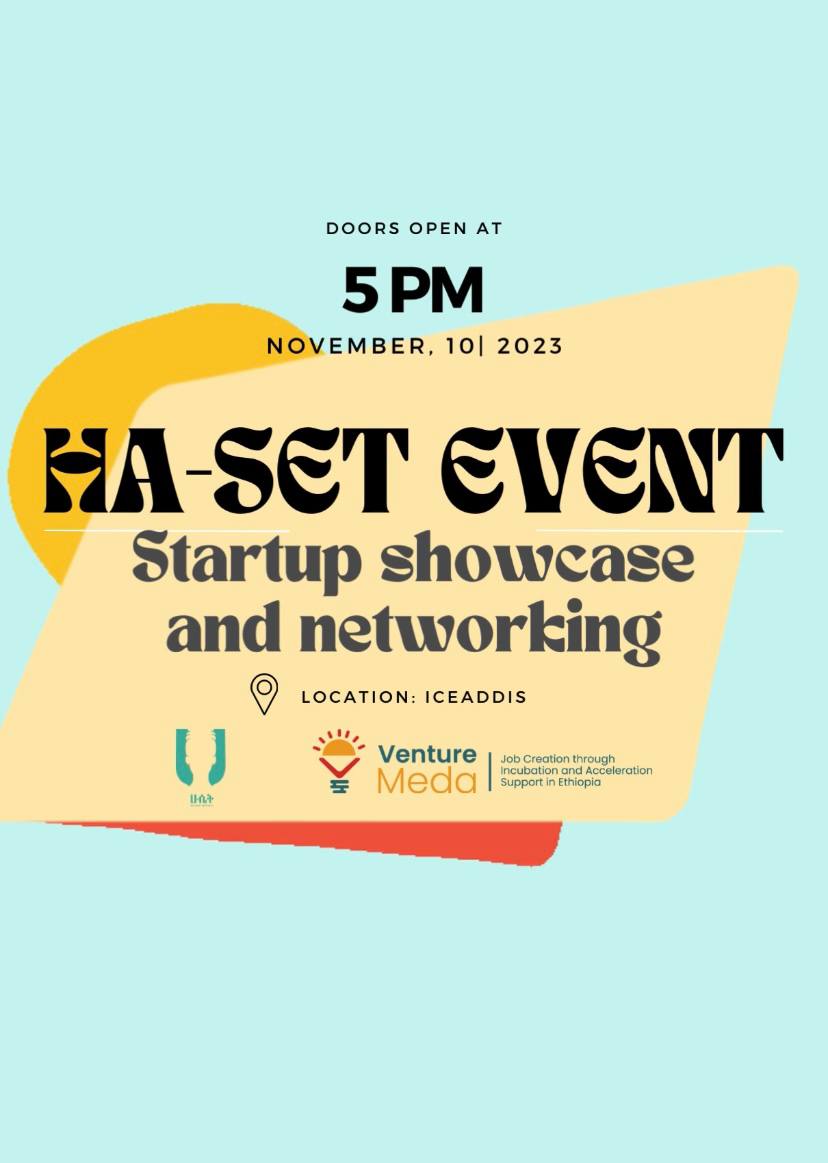 DOORS OPEN AT
5 PM
NOVEMBER, 10| 2023
HA-SET EVENT
Startup showcase
and networking
LOCATION: ICEADDIS
Venture
Meda
Job Creation through
Incubation and Acceleration
Support in Ethiopia